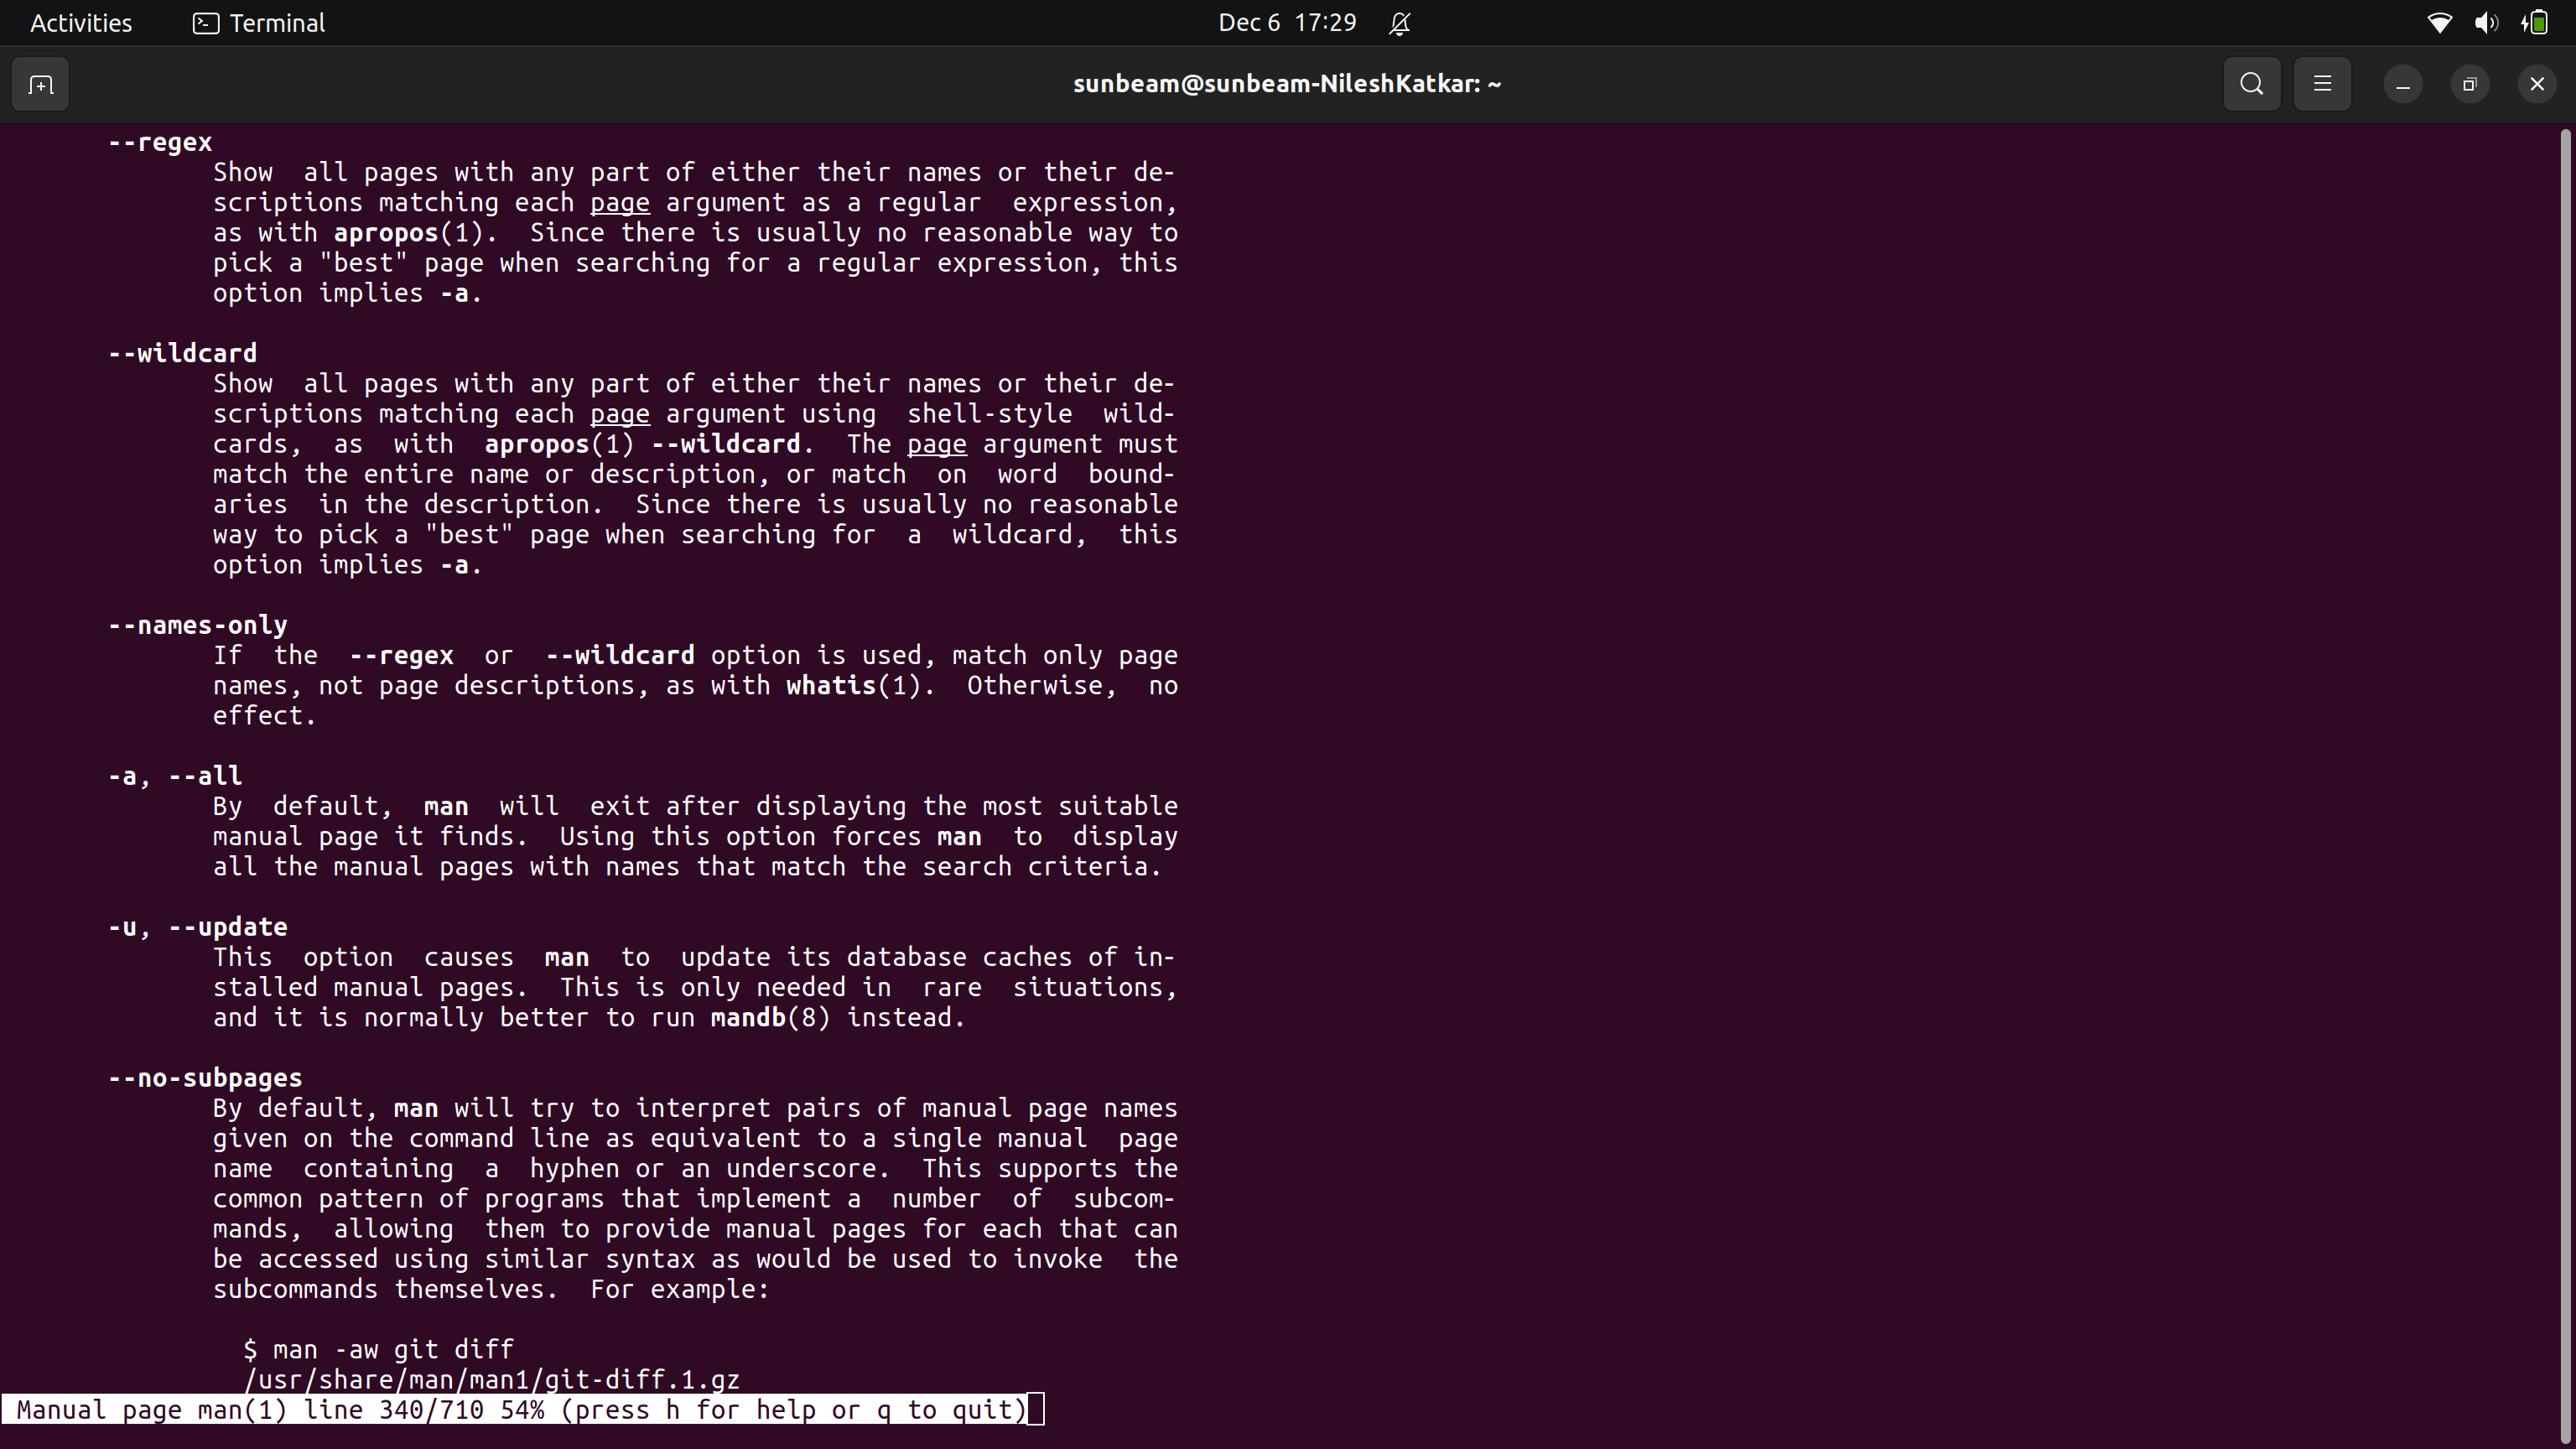 Activities Terminal Dec 6 17:29
sunbeam@sunbeam-NileshKatkar: ~
--regex
Show  all pages with any part of either their names or their de-
scriptions matching each page argument as a regular  expression,
as with apropos(1).  Since there is usually no reasonable way to
pick a "best" page when searching for a regular expression, this
option implies -a.
--wildcard
Show  all pages with any part of either their names or their de-
scriptions matching each page argument using  shell-style  wild-
cards,  as  with  apropos(1) --wildcard.  The page argument must
match the entire name or description, or match  on  word  bound-
aries  in the description.  Since there is usually no reasonable
way to pick a "best" page when searching for  a  wildcard,  this
option implies -a.
--names-only
If  the  --regex  or  --wildcard option is used, match only page
names, not page descriptions, as with whatis(1).  Otherwise,  no
effect.
-a, --all
By  default,  man  will  exit after displaying the most suitable
manual page it finds.  Using this option forces man  to  display
all the manual pages with names that match the search criteria.
-u, --update
This  option  causes  man  to  update its database caches of in-
stalled manual pages.  This is only needed in  rare  situations,
and it is normally better to run mandb(8) instead.
--no-subpages
By default, man will try to interpret pairs of manual page names
given on the command line as equivalent to a single manual  page
name  containing  a  hyphen or an underscore.  This supports the
common pattern of programs that implement a  number  of  subcom-
mands,  allowing  them to provide manual pages for each that can
be accessed using similar syntax as would be used to invoke  the
subcommands themselves.  For example:
$ man -aw git diff
/usr/share/man/man1/git-diff.1.gz
Manual page man(1) line 340/710 54% (press h for help or q to quit)